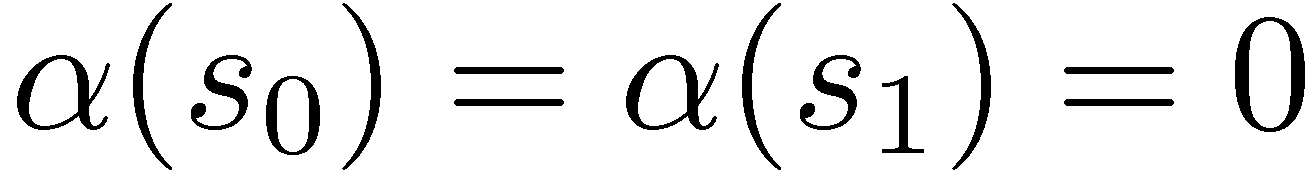 α(s₀) = α(s₁) = 0